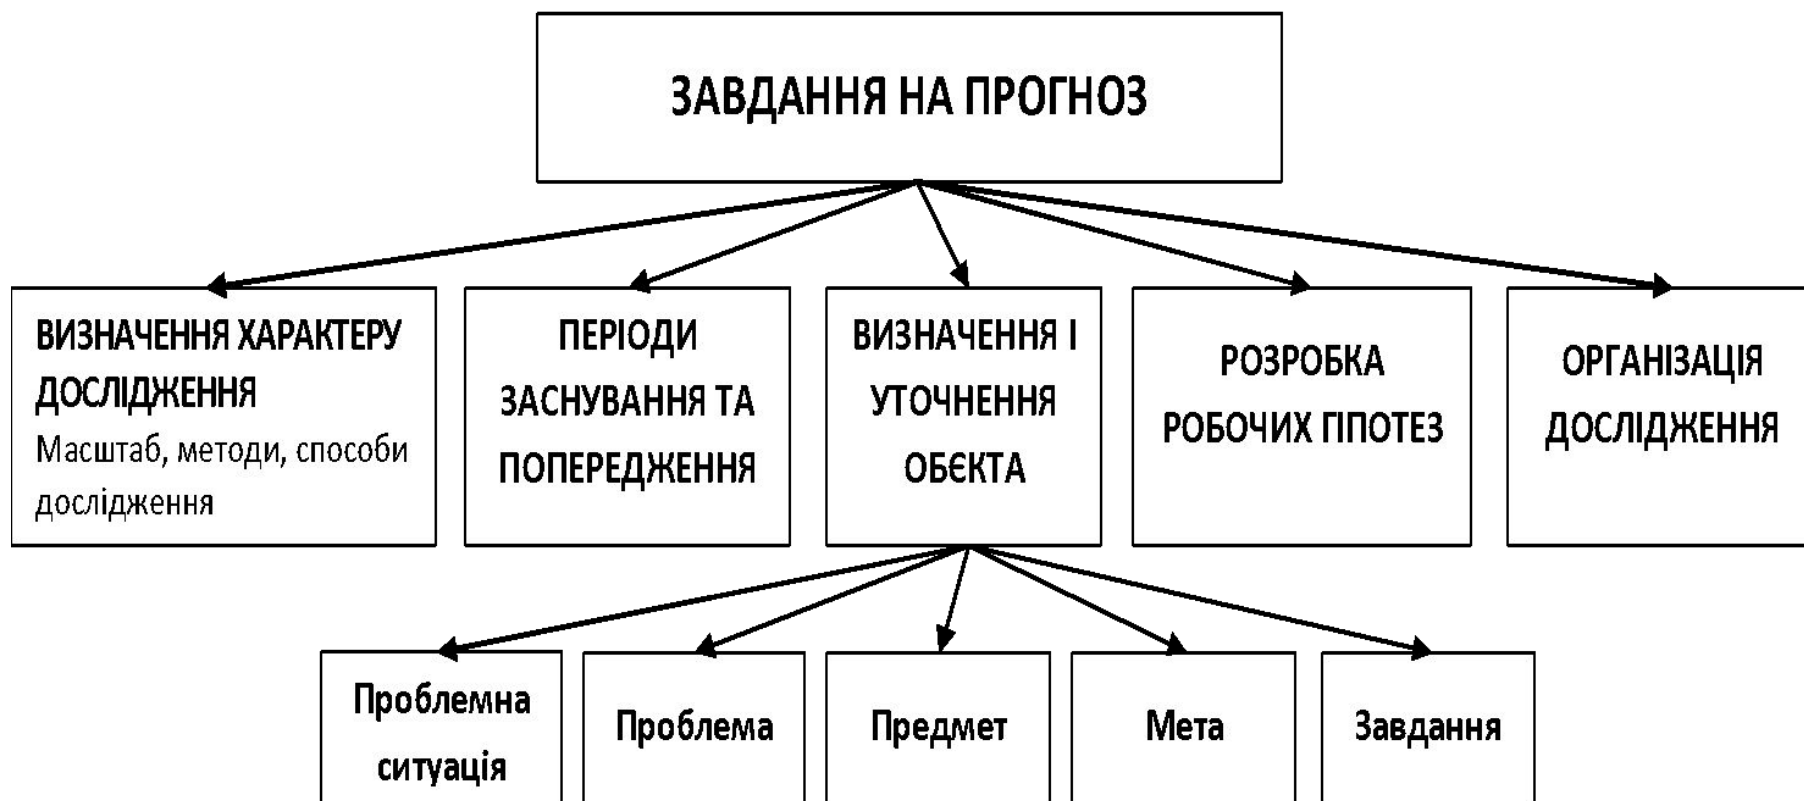 ЗАВДАННЯ НА ПРОГНОЗ
ВИЗНАЧЕННЯ ХАРАКТЕРУ
ДОСЛІДЖЕННЯ
Масштаб, методи, способи
дослідження
ПЕРІОДИ
ЗАСНУВАННЯ ТА
ПОПЕРЕДЖЕННЯ
ВИЗНАЧЕННЯ І
УТОЧНЕННЯ
ОБЄКТА
РОЗРОБКА
РОБОЧИХ ГІПОТЕЗ
ОРГАНІЗАЦІЯ
ДОСЛІДЖЕННЯ
Проблемна
ситуація
Проблема
Предмет
Мета
Завдання